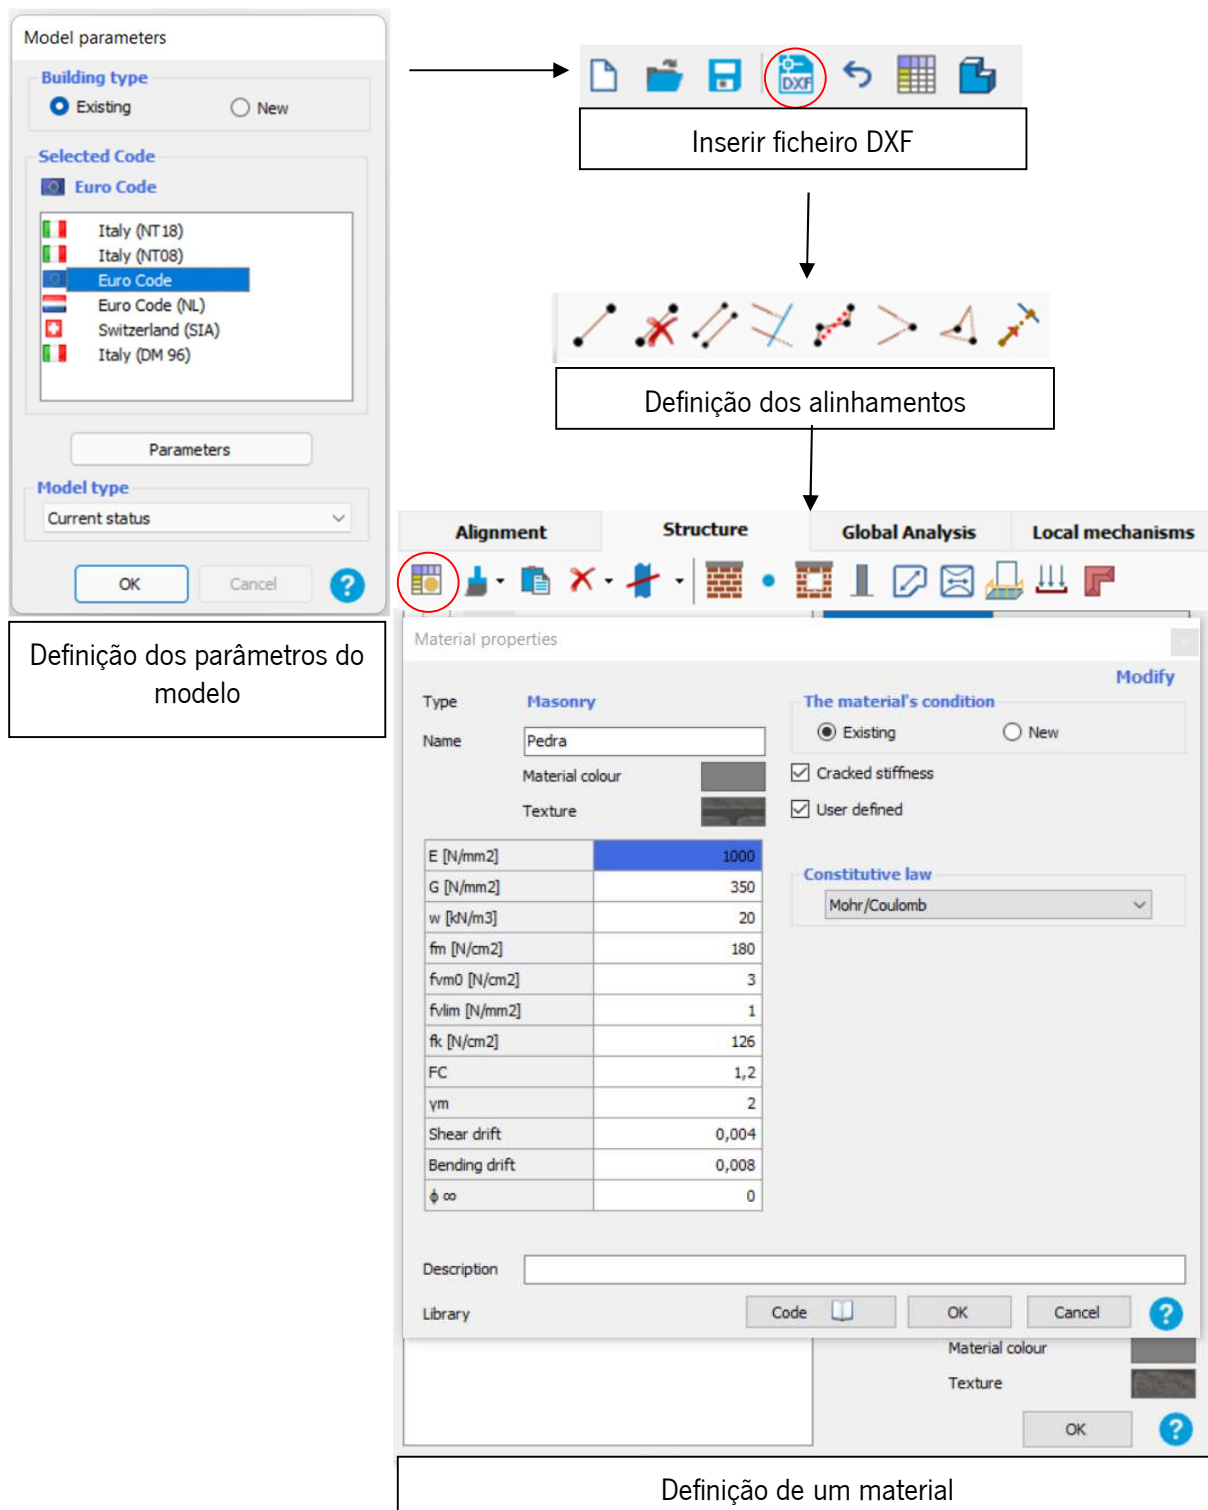 Model parameters
Building type
Existing
New
Selected Code
Euro Code
Italy (NT18)
Italy (NT08)
Euro Code
Euro Code (NL)
Switzerland (SIA)
Italy (DM 96)
Parameters
Model type
Current status
OK
Cancel
?
Definição dos parâmetros do
modelo
DXF
Inserir ficheiro DXF
Definição dos alinhamentos
Alignment
Structure
Global Analysis
Local mechanisms
Material properties
Modify
Type
Masonry
Name
Pedra
Material colour
Texture
The material's condition
Existing
New
Cracked stiffness
User defined
Constitutive law
Mohr/Coulomb
E [N/mm2] 1000
G [N/mm2] 350
w [kN/m3] 20
fm [N/cm2] 180
fvm0 [N/cm2] 3
fvlim [N/mm2] 1
fk [N/cm2] 126
FC 1,2
γm 2
Shear drift 0,004
Bending drift 0,008
ϕ ∞ 0
Description
Library
Code
OK
Cancel
?
Material colour
Texture
OK
?
Definição de um material